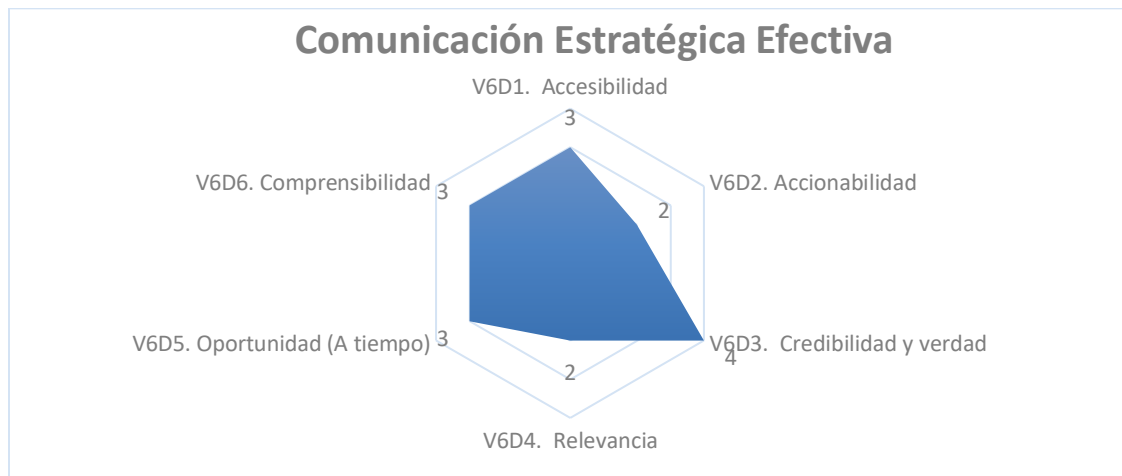 Comunicación Estratégica Efectiva
V6D1.  Accesibilidad
3
V6D6. Comprensibilidad
3
2
V6D2. Accionabilidad
V6D5. Oportunidad (A tiempo)
3
V6D3.  Credibilidad y verdad
4
2
V6D4.  Relevancia